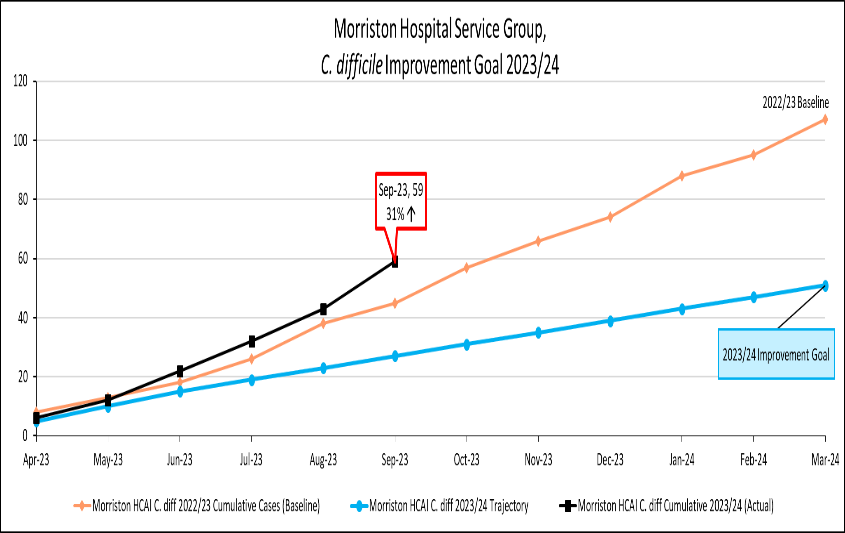 Morriston Hospital Service Group,
C. difficile Improvement Goal 2023/24
120
100
80
60
40
20
0
2022/23 Baseline
Sep-23, 59
31% ↑
2023/24 Improvement Goal
Apr-23 May-23 Jun-23 Jul-23 Aug-23 Sep-23 Oct-23 Nov-23 Dec-23 Jan-24 Feb-24 Mar-24
Morriston HCAI C. diff 2022/23 Cumulative Cases (Baseline) Morriston HCAI C. diff 2023/24 Trajectory Morriston HCAI C. diff Cumulative 2023/24 (Actual)